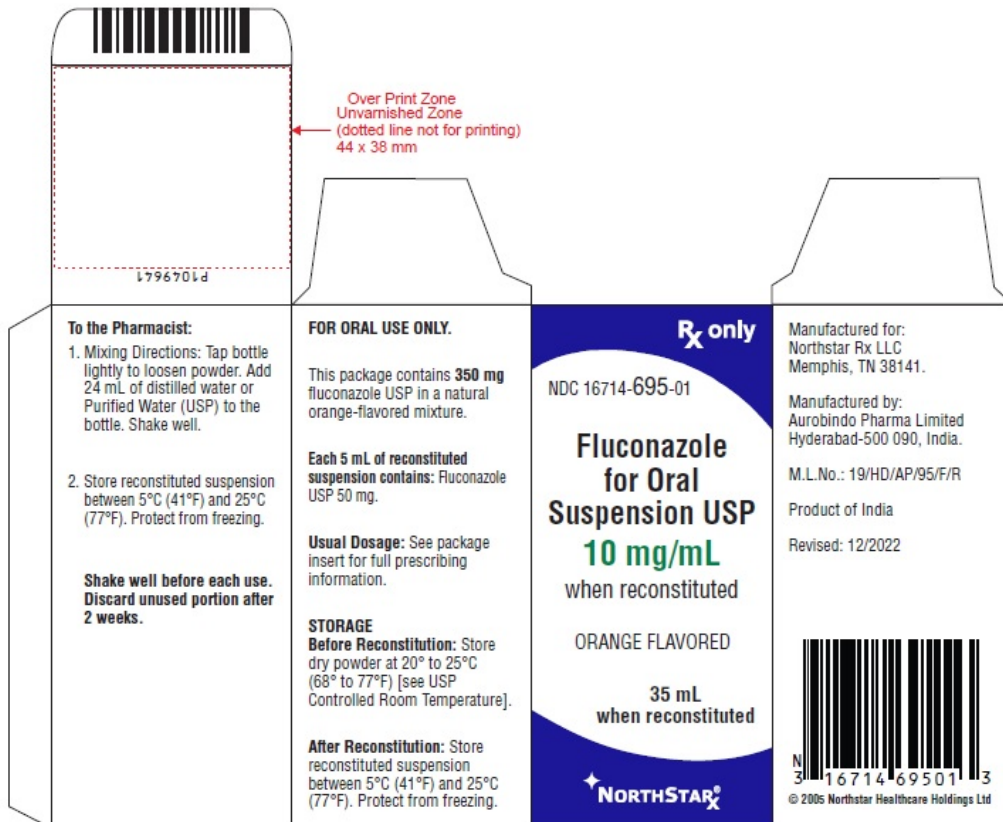 Over Print Zone
Unvarnished Zone
(dotted line not for printing)
44 x 38 mm
P1049641
To the Pharmacist:
1. Mixing Directions: Tap bottle
lightly to loosen powder. Add
24 mL of distilled water or
Purified Water (USP) to the
bottle. Shake well.
2. Store reconstituted suspension
between 5°C (41°F) and 25°C
(77°F). Protect from freezing.
Shake well before each use.
Discard unused portion after
2 weeks.
FOR ORAL USE ONLY.
This package contains 350 mg
fluconazole USP in a natural
orange-flavored mixture.
Each 5 mL of reconstituted
suspension contains: Fluconazole
USP 50 mg.
Usual Dosage: See package
insert for full prescribing
information.
STORAGE
Before Reconstitution: Store
dry powder at 20° to 25°C
(68° to 77°F) [see USP
Controlled Room Temperature].
After Reconstitution: Store
reconstituted suspension
between 5°C (41°F) and 25°C
(77°F). Protect from freezing.
Rx only
NDC 16714-695-01
Fluconazole
for Oral
Suspension USP
10 mg/mL
when reconstituted
ORANGE FLAVORED
35 mL
when reconstituted
NORTHSTARx®
Manufactured for:
Northstar Rx LLC
Memphis, TN 38141.
Manufactured by:
Aurobindo Pharma Limited
Hyderabad-500 090, India.
M.L.No.: 19/HD/AP/95/F/R
Product of India
Revised: 12/2022
N
3 16714 69501 3
© 2005 Northstar Healthcare Holdings Ltd